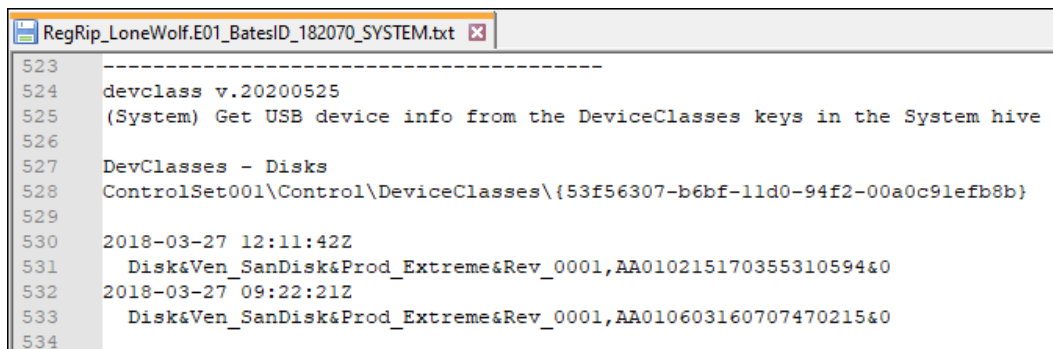 RegRip_LoneWolf.E01_BatesID_182070_SYSTEM.txt
523 ----------------------------------------
524 devclass v.20200525
525 (System) Get USB device info from the DeviceClasses keys in the System hive
526
527 DevClasses - Disks
528 ControlSet001\Control\DeviceClasses\{53f56307-b6bf-11d0-94f2-00a0c91efb8b}
529
530 2018-03-27 12:11:42Z
531   Disk&Ven_SanDisk&Prod_Extreme&Rev_0001,AA010215170355310594&0
532 2018-03-27 09:22:21Z
533   Disk&Ven_SanDisk&Prod_Extreme&Rev_0001,AA010603160707470215&0
534